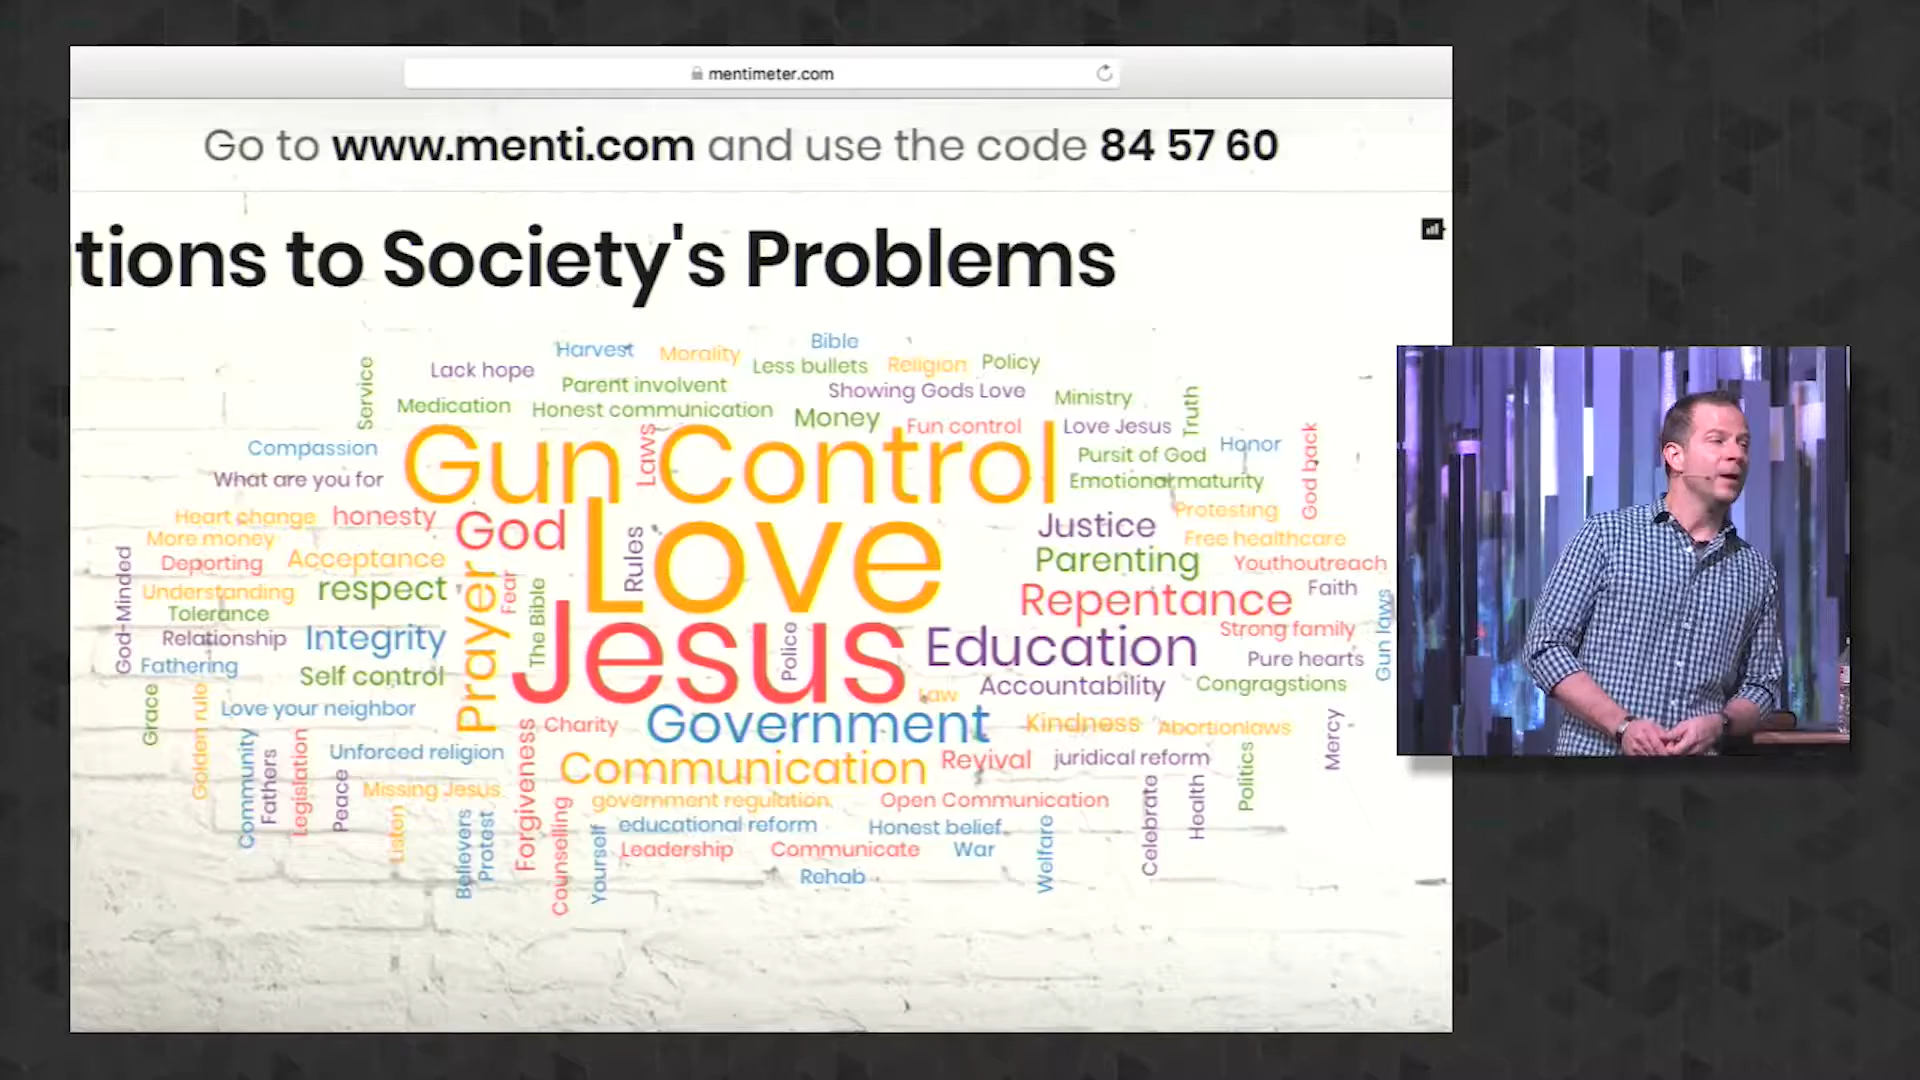 mentimeter.com
Go to www.menti.com and use the code 84 57 60
tions to Society's Problems
Bible
Harvest
Morality
Less bullets
Religion
Policy
Lack hope
Service
Parent involvent
Showing Gods Love
Ministry
Truth
Medication
Honest communication
Money
Fun control
Love Jesus
Honor
God back
Compassion
Gun Control
Laws
Pursit of God
What are you for
Emotional maturity
Heart change
honesty
God
Love
Rules
Justice
Protesting
More money
Free healthcare
Deporting
Acceptance
Parenting
Youthoutreach
God-Minded
Understanding
respect
Prayer
Fear
The Bible
Repentance
Faith
Gun laws
Tolerance
Relationship
Integrity
Jesus
Police
Education
Strong family
Fathering
Pure hearts
Self control
Accountability
Congragstions
Grace
Golden rule
Love your neighbor
Law
Charity
Government
Kindness
Abortionlaws
Mercy
Community
Fathers
Legislation
Unforced religion
Forgiveness
Communication
Revival
juridical reform
Politics
Peace
Missing Jesus
government regulation
Open Communication
Celebrate
Health
Listen
Believers
Protest
Counselling
Yourself
educational reform
Honest belief
Welfare
Leadership
Communicate
War
Rehab